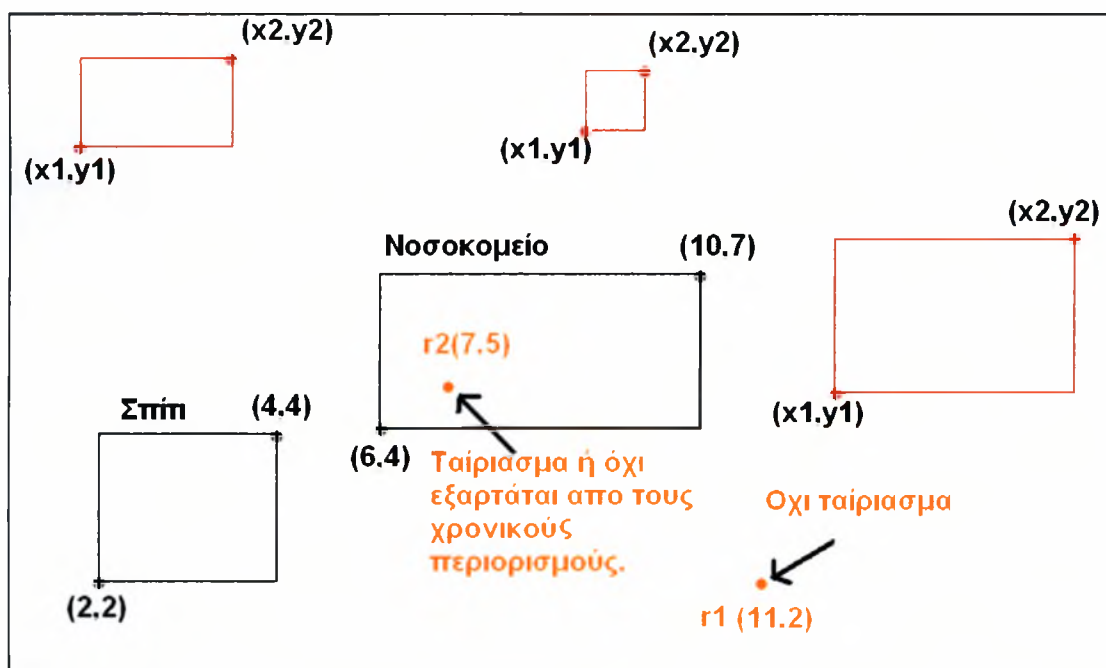 (x2.y2)
(x2.y2)
(x1.y1)
(x1.y1)
(x2.y2)
Νοσοκομείο
(10.7)
r2(7.5)
(x1.y1)
Σπίτι
(4.4)
(6.4)
Ταίριασμα ή όχι
εξαρτάται απο τους
χρονικούς
περιορισμούς.
Οχι ταίριασμα
(2.2)
r1 (11.2)